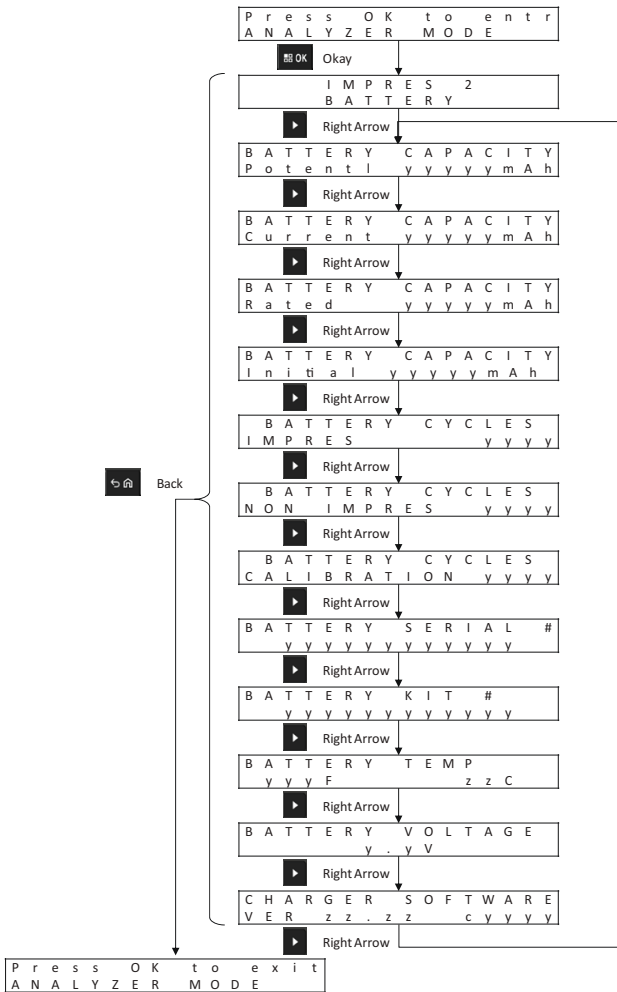 Press OK to entr
ANALYZER MODE
OK Okay
IMPRES 2
BATTERY
Right Arrow
BATTERY CAPACITY
Potentl yyyyymAh
Right Arrow
BATTERY CAPACITY
Current yyyyymAh
Right Arrow
BATTERY CAPACITY
Rated yyyyymAh
Right Arrow
BATTERY CAPACITY
Initial yyyyymAh
Right Arrow
BATTERY CYCLES
IMPRES yyyy
Right Arrow
Back
BATTERY CYCLES
NON IMPRES yyyy
Right Arrow
BATTERY CYCLES
CALIBRATION yyyy
Right Arrow
BATTERY SERIAL #
yyyyyyyyyyyy
Right Arrow
BATTERY KIT #
yyyyyyyyyyyy
Right Arrow
BATTERY TEMP
yyyF zzC
Right Arrow
BATTERY VOLTAGE
y.yV
Right Arrow
CHARGER SOFTWARE
VER zz.zz cyyyy
Right Arrow
Press OK to exit
ANALYZER MODE